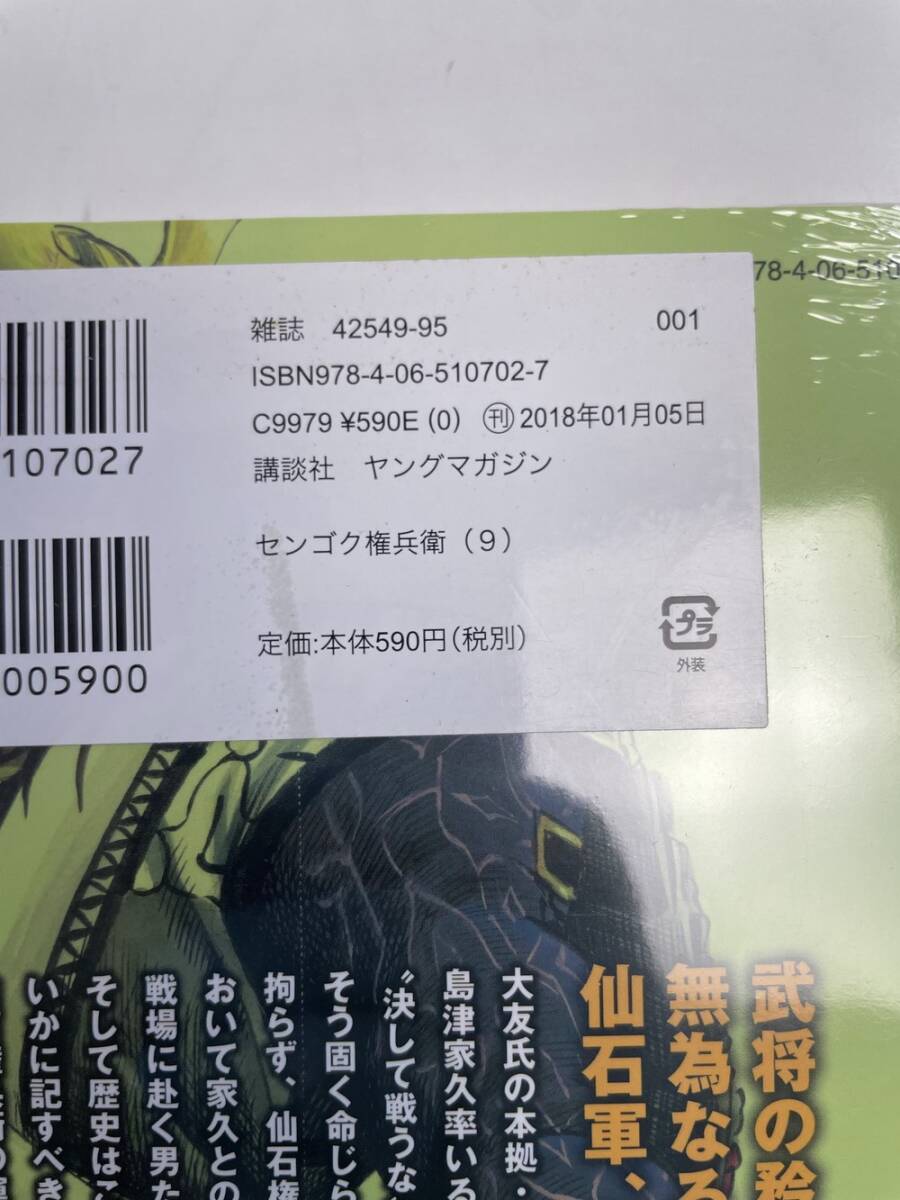 78-4-06-510
雑誌 42549-95 001
ISBN978-4-06-510702-7
C9979 ¥590E (0) ㊗刊 2018年01月05日
講談社 ヤングマガジン
107027
センゴク権兵衛(9)
定価:本体590円(税別)
プラ
外装
005900
武将の矜
無為なる
仙石軍、
大友氏の本拠・
島津家久率いる
〝決して戦うな
そう固く命じら
拘らず、仙石権
おいて家久との
戦場に赴く男た
そして歴史はこ
いかに記すべき